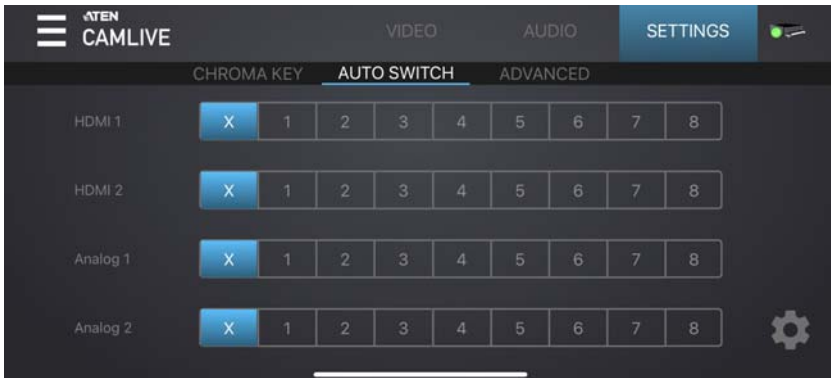 ATEN
CAMLIVE
VIDEO AUDIO SETTINGS
CHROMA KEY AUTO SWITCH ADVANCED
HDMI 1 X 1 2 3 4 5 6 7 8
HDMI 2 X 1 2 3 4 5 6 7 8
Analog 1 X 1 2 3 4 5 6 7 8
Analog 2 X 1 2 3 4 5 6 7 8